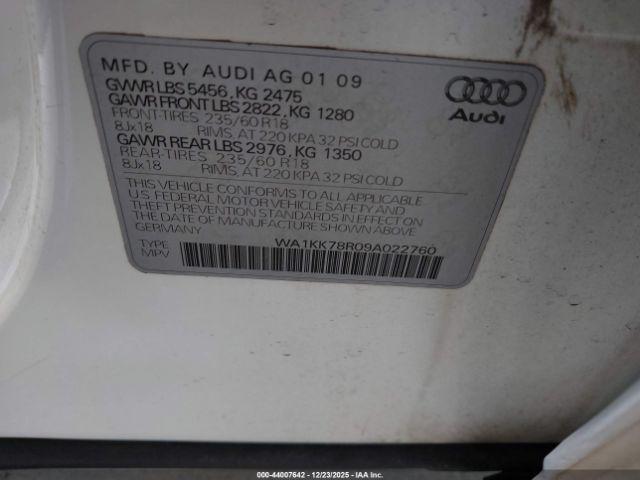 MFD. BY AUDI AG 01 09
GVWR LBS 5456, KG 2475
GAWR FRONT LBS 2822, KG 1280
FRONT-TIRES 235/60 R18
8Jx18 RIMS, AT 220 KPA 32 PSI COLD
GAWR REAR LBS 2976, KG 1350
REAR-TIRES 235/60 R18
8Jx18 RIMS, AT 220 KPA 32 PSI COLD
THIS VEHICLE CONFORMS TO ALL APPLICABLE
U.S. FEDERAL MOTOR VEHICLE SAFETY AND
THEFT PREVENTION STANDARDS IN EFFECT ON
THE DATE OF MANUFACTURE SHOWN ABOVE
GERMANY
TYPE: WA1KK78R09A022760
MPV
Audi
000-44007642 - 12/23/2025 - IAA Inc.